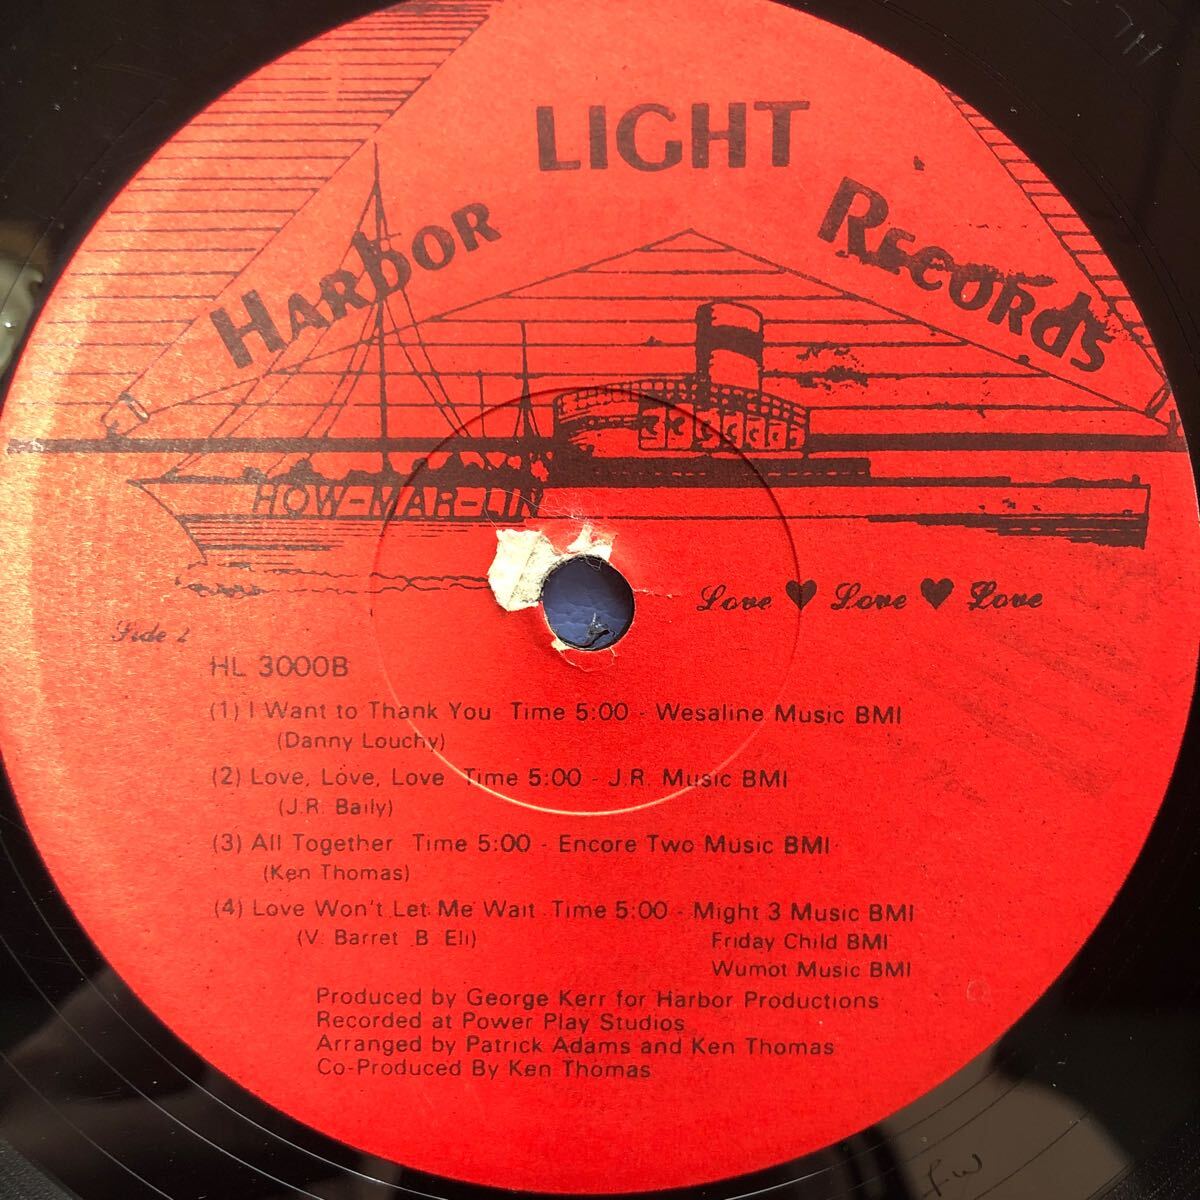 HARBOR LIGHT RECORDS
HOW-MAR-LIN
Love ♥ Love ♥ Love
Side 2
HL 3000B
(1) I Want to Thank You Time 5:00 - Wesaline Music BMI
(Danny Louchy)
(2) Love, Love, Love Time 5:00 - J.R. Music BMI
(J.R. Baily)
(3) All Together Time 5:00 - Encore Two Music BMI
(Ken Thomas)
(4) Love Won't Let Me Wait Time 5:00 - Might 3 Music BMI
(V. Barret B. Eli) Friday Child BMI
Wumot Music BMI
Produced by George Kerr for Harbor Productions
Recorded at Power Play Studios
Arranged by Patrick Adams and Ken Thomas
Co-Produced By Ken Thomas